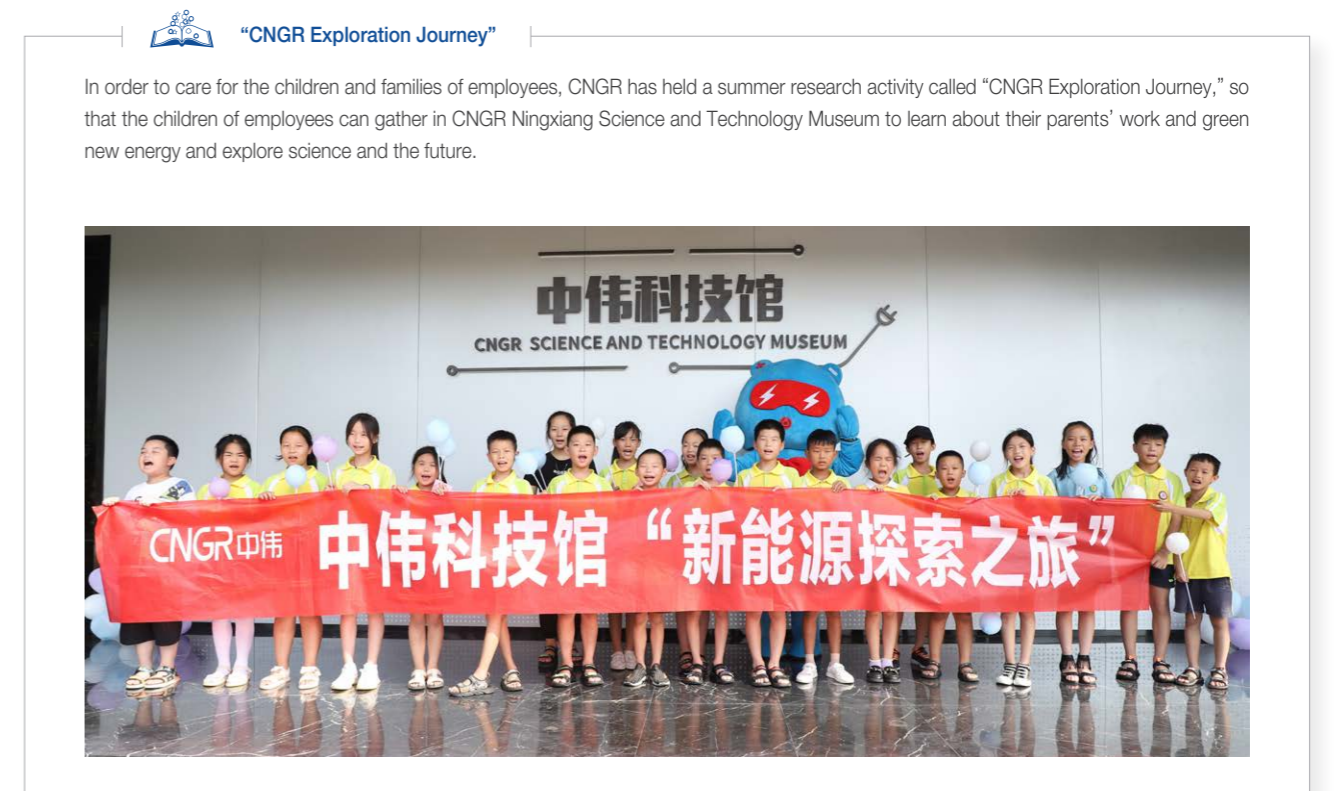 “CNGR Exploration Journey”
In order to care for the children and families of employees, CNGR has held a summer research activity called “CNGR Exploration Journey,” so
that the children of employees can gather in CNGR Ningxiang Science and Technology Museum to learn about their parents’ work and green
new energy and explore science and the future.
中伟科技馆
CNGR SCIENCE AND TECHNOLOGY MUSEUM
CNGR中伟 中伟科技馆 “新能源探索之旅”